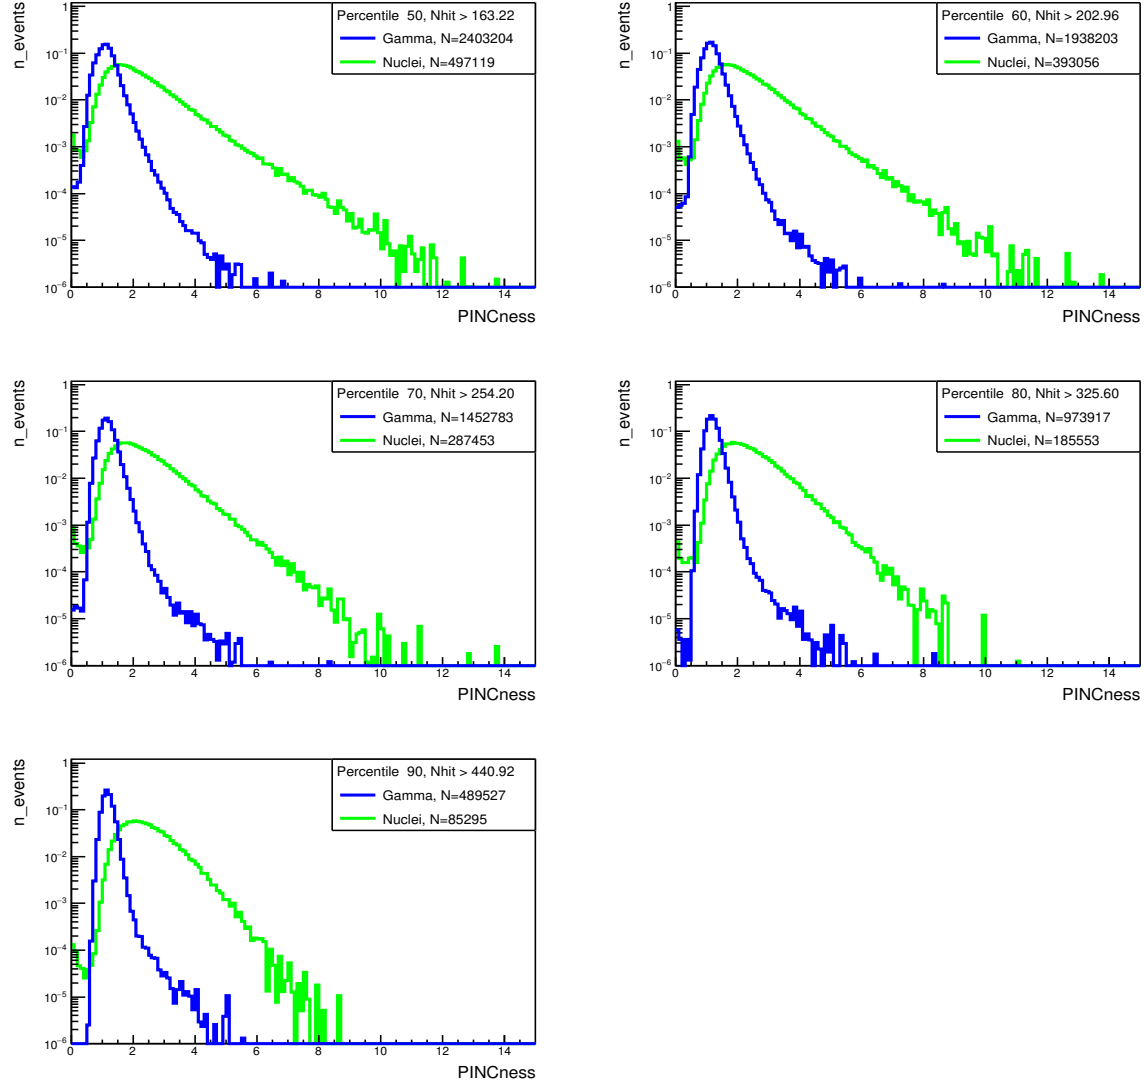 n_events
1
10⁻¹
10⁻²
10⁻³
10⁻⁴
10⁻⁵
10⁻⁶
0 2 4 6 8 10 12 14
PINCness
Percentile 50, Nhit > 163.22
Gamma, N=2403204
Nuclei, N=497119
n_events
1
10⁻¹
10⁻²
10⁻³
10⁻⁴
10⁻⁵
10⁻⁶
0 2 4 6 8 10 12 14
PINCness
Percentile 60, Nhit > 202.96
Gamma, N=1938203
Nuclei, N=393056
n_events
1
10⁻¹
10⁻²
10⁻³
10⁻⁴
10⁻⁵
10⁻⁶
0 2 4 6 8 10 12 14
PINCness
Percentile 70, Nhit > 254.20
Gamma, N=1452783
Nuclei, N=287453
n_events
1
10⁻¹
10⁻²
10⁻³
10⁻⁴
10⁻⁵
10⁻⁶
0 2 4 6 8 10 12 14
PINCness
Percentile 80, Nhit > 325.60
Gamma, N=973917
Nuclei, N=185553
n_events
1
10⁻¹
10⁻²
10⁻³
10⁻⁴
10⁻⁵
10⁻⁶
0 2 4 6 8 10 12 14
PINCness
Percentile 90, Nhit > 440.92
Gamma, N=489527
Nuclei, N=85295